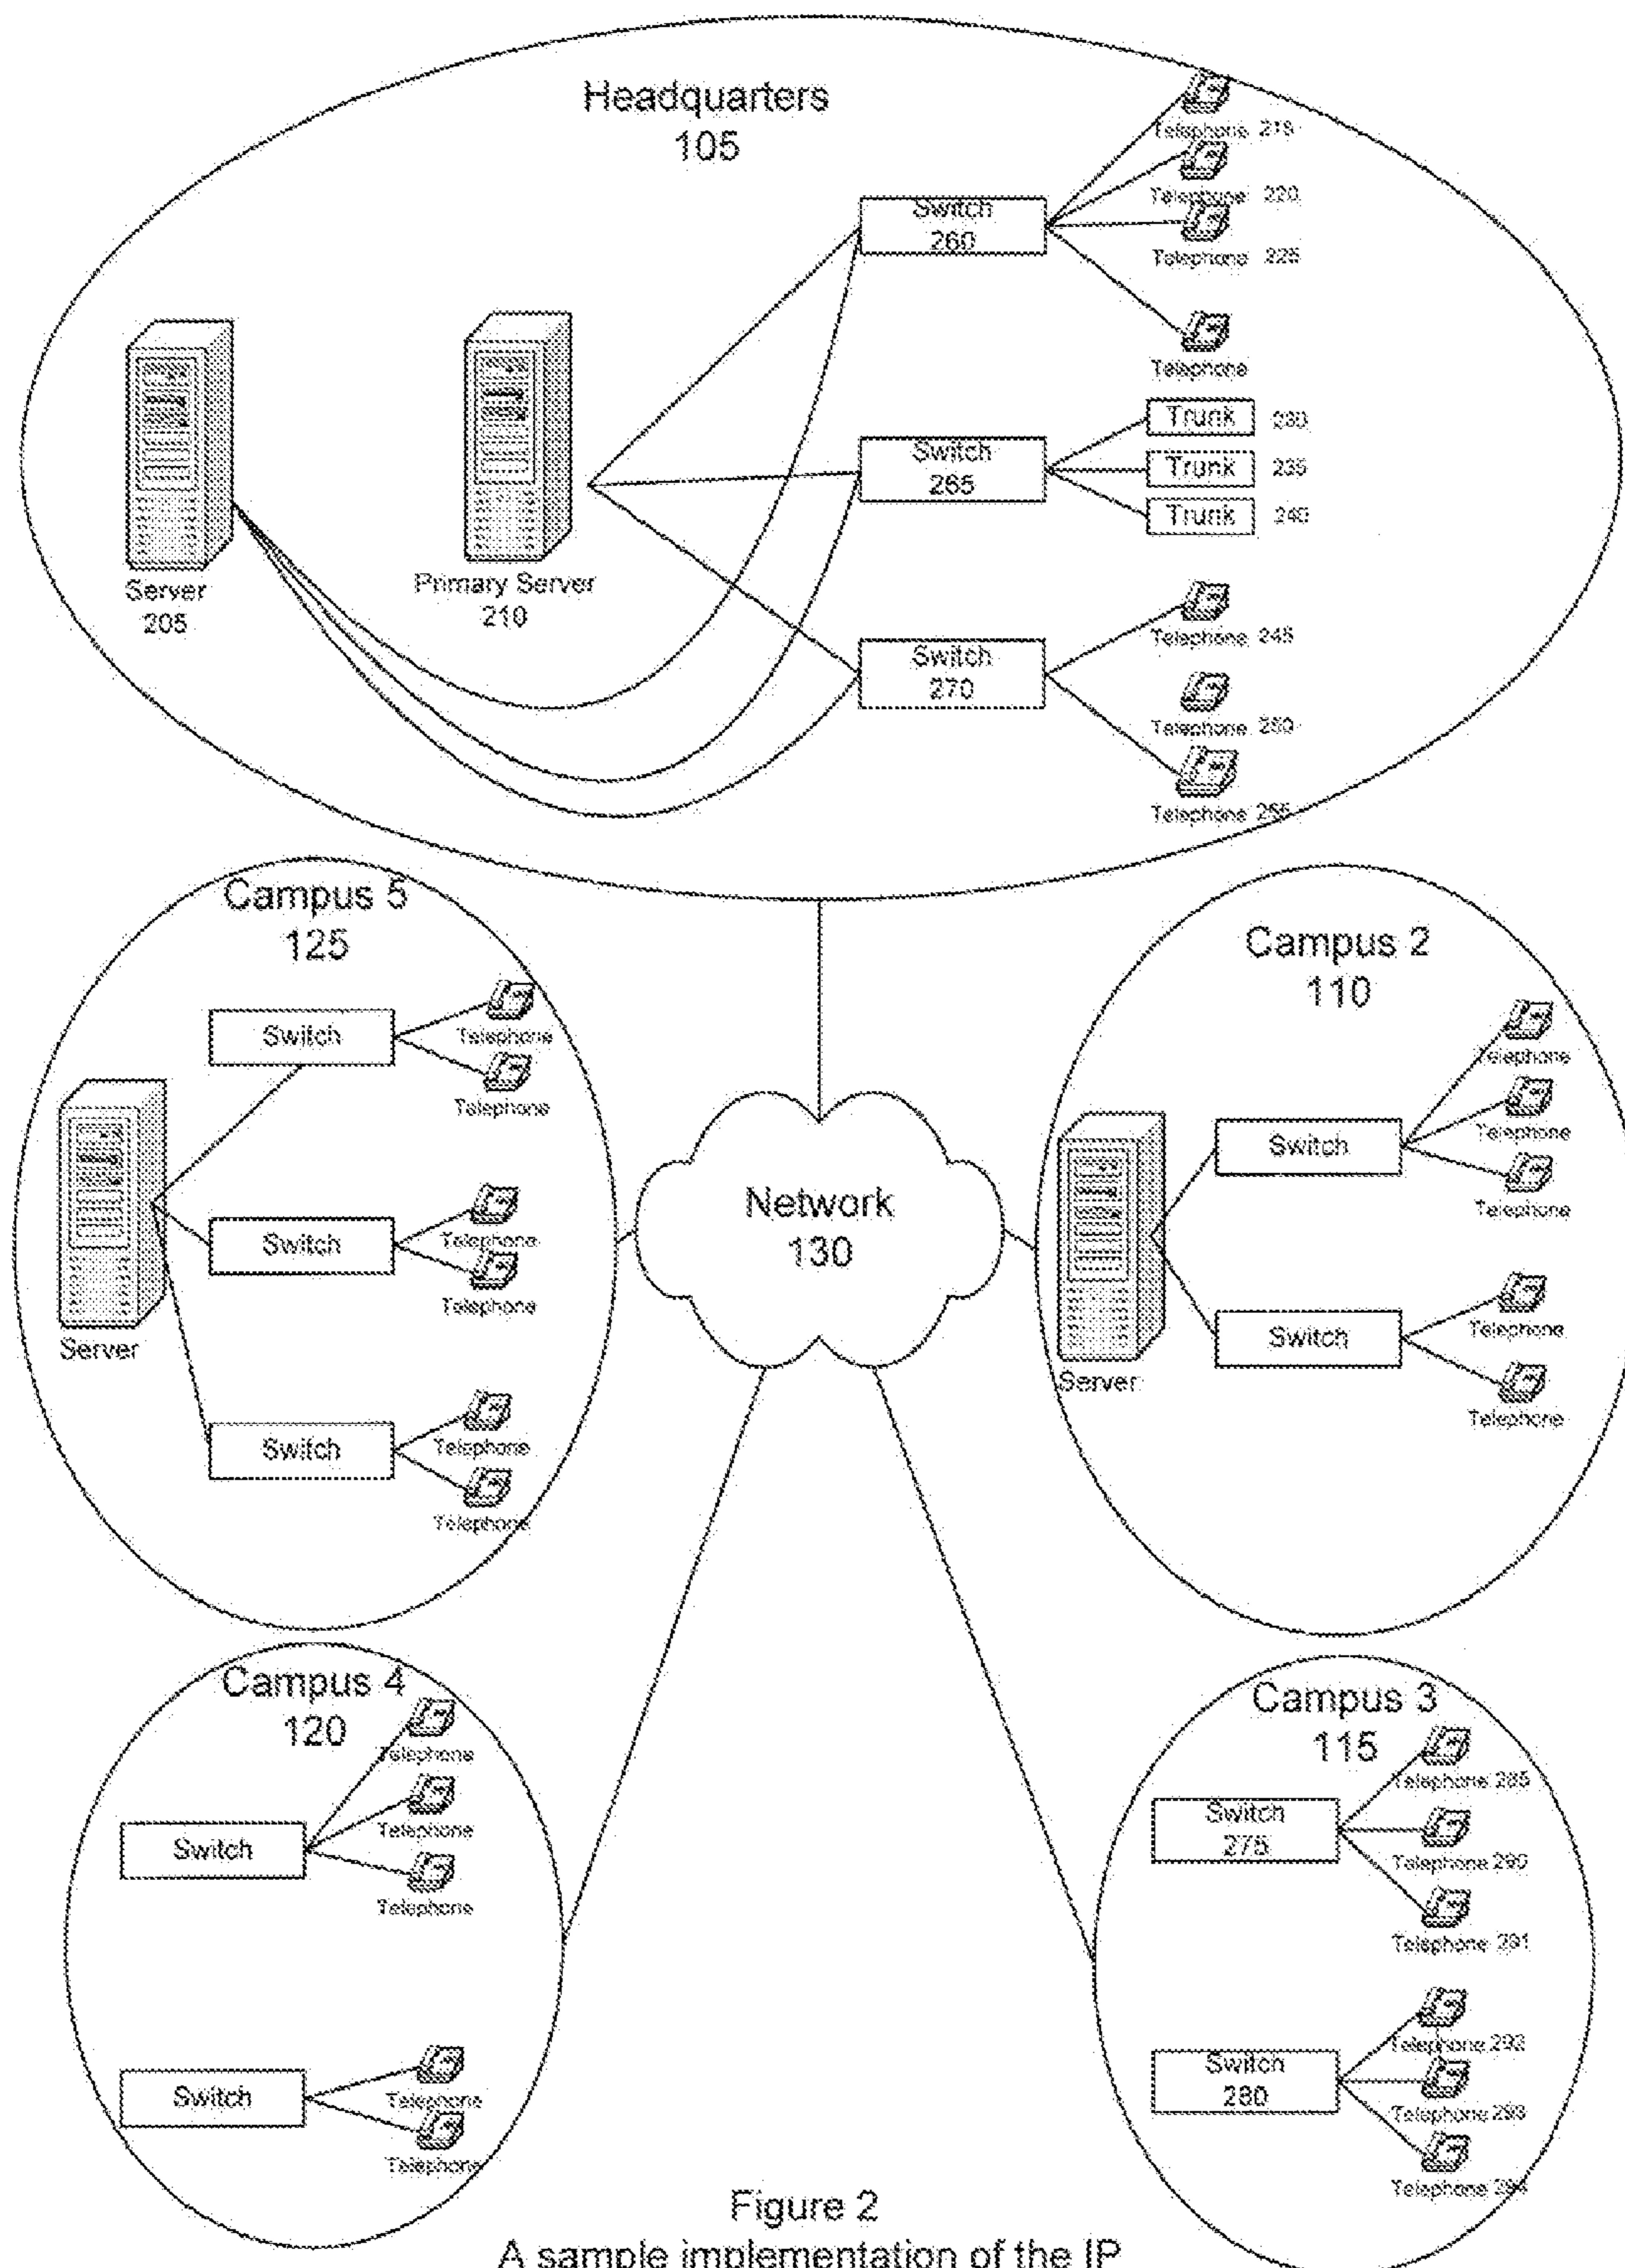 Headquarters
105
Telephone 215
Telephone 220
Switch
260
Telephone 225
Telephone
Trunk 230
Switch
265
Trunk 235
Trunk 240
Server
205
Primary Server
210
Telephone 245
Switch
270
Telephone 250
Telephone 255
Campus 5
125
Switch
Telephone
Telephone
Switch
Telephone
Telephone
Server
Switch
Telephone
Telephone
Campus 2
110
Telephone
Switch
Telephone
Telephone
Switch
Telephone
Server
Telephone
Network
130
Campus 4
120
Telephone
Telephone
Switch
Telephone
Switch
Telephone
Telephone
Campus 3
115
Telephone 285
Switch
275
Telephone 290
Telephone 291
Telephone 292
Switch
280
Telephone 293
Telephone 294
Figure 2
A sample implementation of the IP